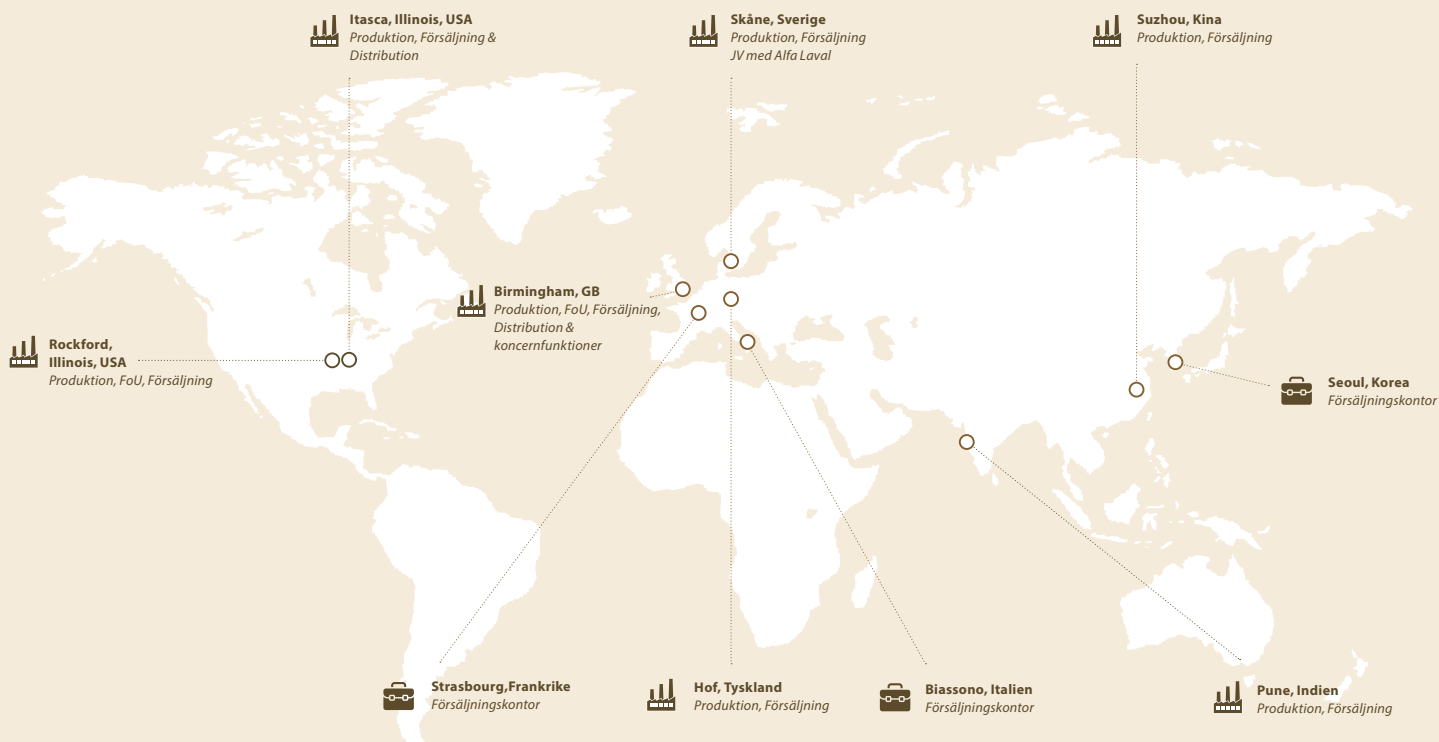 Itasca, Illinois, USA
Produktion, Försäljning &
Distribution
Skåne, Sverige
Produktion, Försäljning
JV med Alfa Laval
Suzhou, Kina
Produktion, Försäljning
Birmingham, GB
Produktion, FoU, Försäljning,
Distribution &
koncernfunktioner
Rockford,
Illinois, USA
Produktion, FoU, Försäljning
Seoul, Korea
Försäljningskontor
Strasbourg,Frankrike
Försäljningskontor
Hof, Tyskland
Produktion, Försäljning
Biassono, Italien
Försäljningskontor
Pune, Indien
Produktion, Försäljning